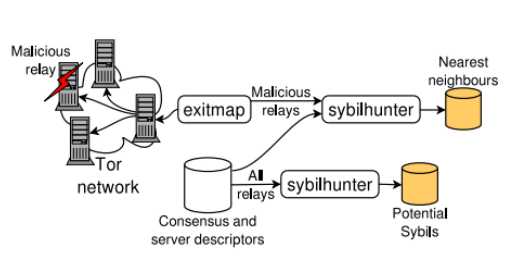 Malicious
relay
Tor
network
exitmap
Malicious
relays
sybilhunter
Nearest
neighbours
Consensus and
server descriptors
All
relays
sybilhunter
Potential
Sybils